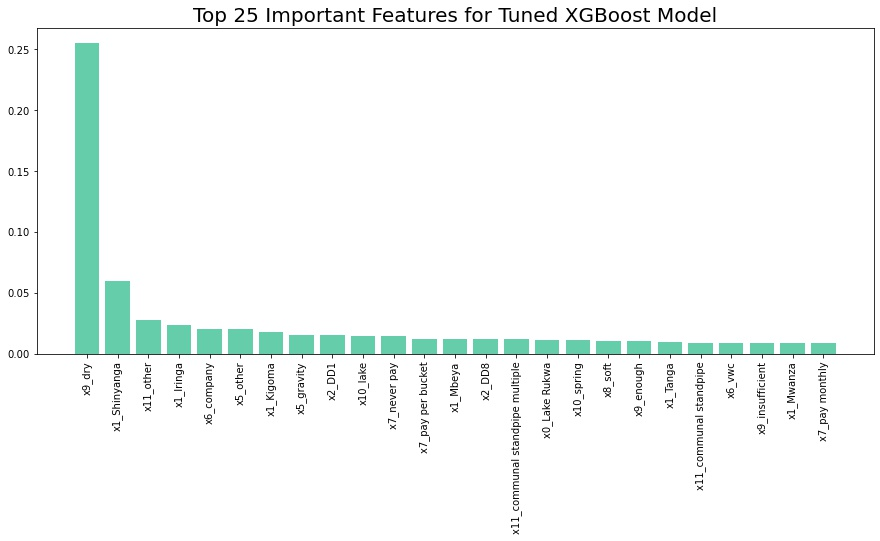 Top 25 Important Features for Tuned XGBoost Model
0.25
0.20
0.15
0.10
0.05
0.00
x9_dry
x1_Shinyanga
x11_other
x1_Iringa
x6_company
x5_other
x1_Kigoma
x5_gravity
x2_DD1
x10_lake
x7_never pay
x7_pay per bucket
x1_Mbeya
x2_DD8
x11_communal standpipe multiple
x0_Lake Rukwa
x10_spring
x8_soft
x9_enough
x1_Tanga
x11_communal standpipe
x6_vwc
x9_insufficient
x1_Mwanza
x7_pay monthly